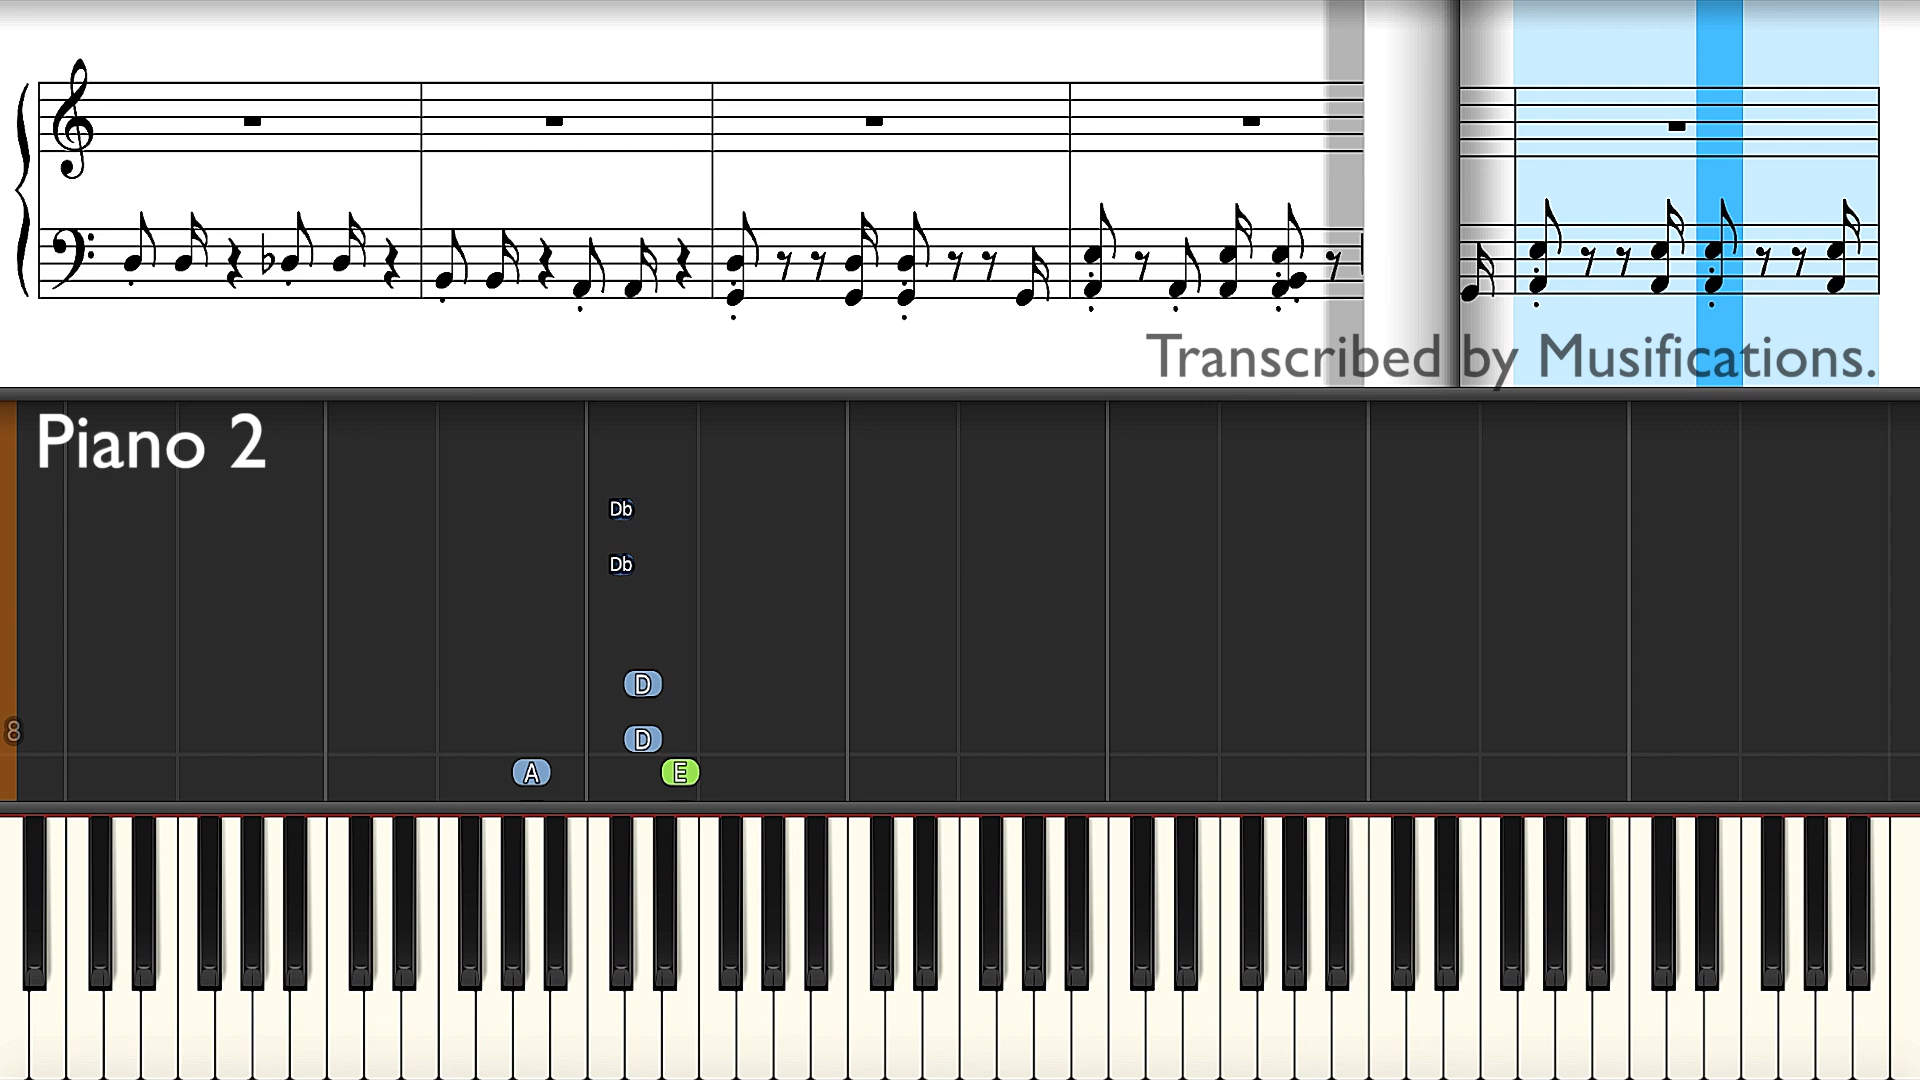 Transcribed by Musifications.
Piano 2
Db
Db
D
8
D
A E